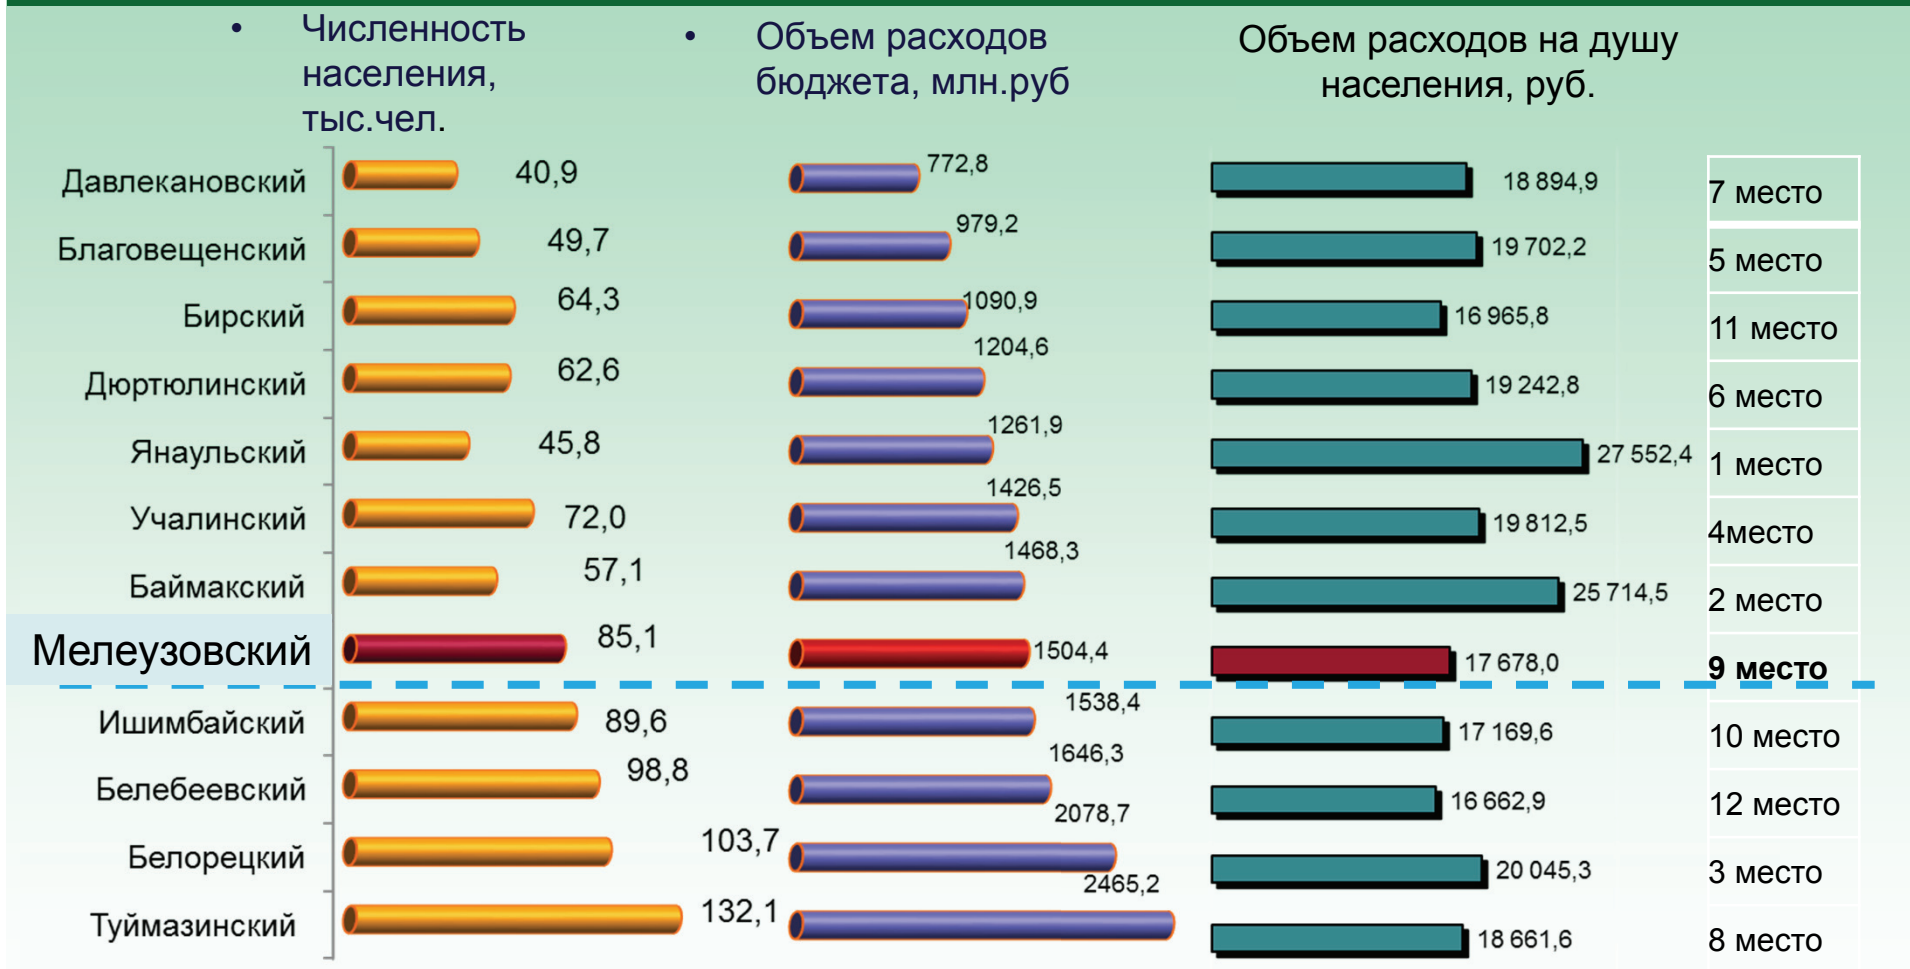 • Численность
населения,
тыс.чел.
• Объем расходов
бюджета, млн.руб
Объем расходов на душу
населения, руб.
Давлекановский 40,9 772,8 18 894,9 7 место
Благовещенский 49,7 979,2 19 702,2 5 место
Бирский 64,3 1090,9 16 965,8 11 место
Дюртюлинский 62,6 1204,6 19 242,8 6 место
Янаульский 45,8 1261,9 27 552,4 1 место
Учалинский 72,0 1426,5 19 812,5 4место
Баймакский 57,1 1468,3 25 714,5 2 место
Мелеузовский 85,1 1504,4 17 678,0 9 место
Ишимбайский 89,6 1538,4 17 169,6 10 место
Белебеевский 98,8 1646,3 16 662,9 12 место
Белорецкий 103,7 2078,7 20 045,3 3 место
Туймазинский 132,1 2465,2 18 661,6 8 место